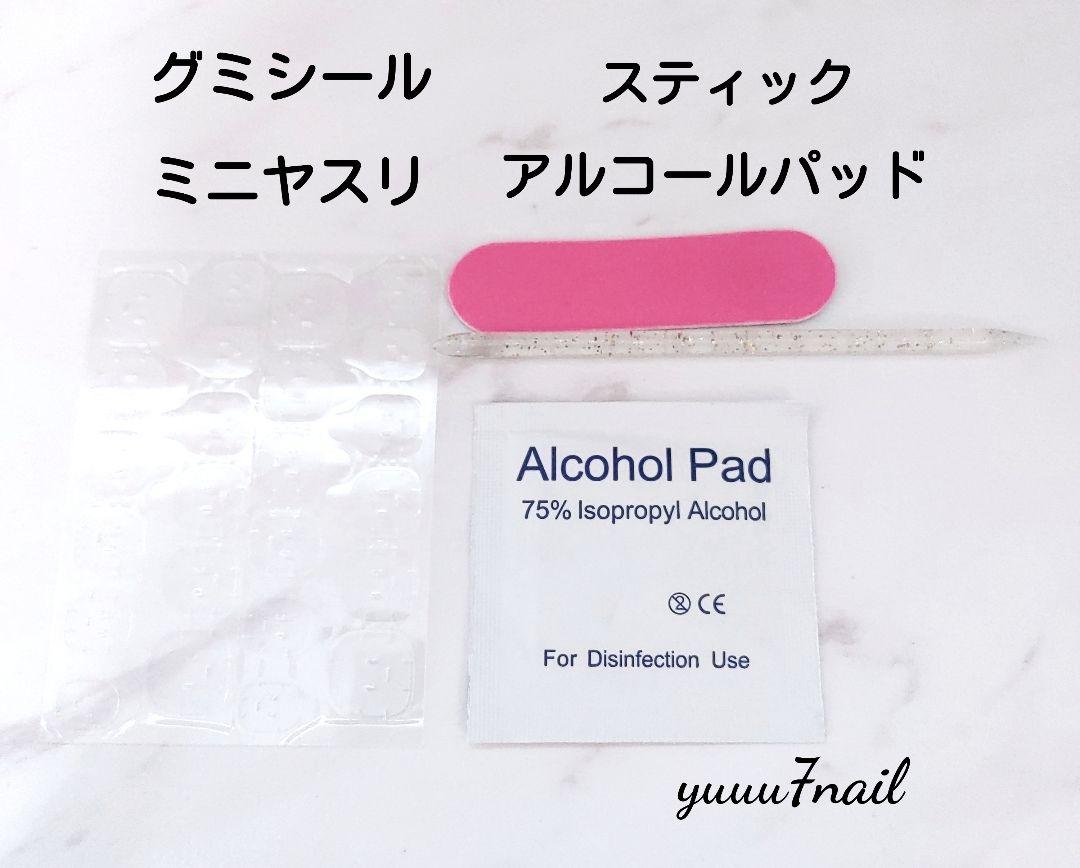 グミシール スティック
ミニヤスリ アルコールパッド
Alcohol Pad
75% Isopropyl Alcohol
CE
For Disinfection Use
yuuu7nail